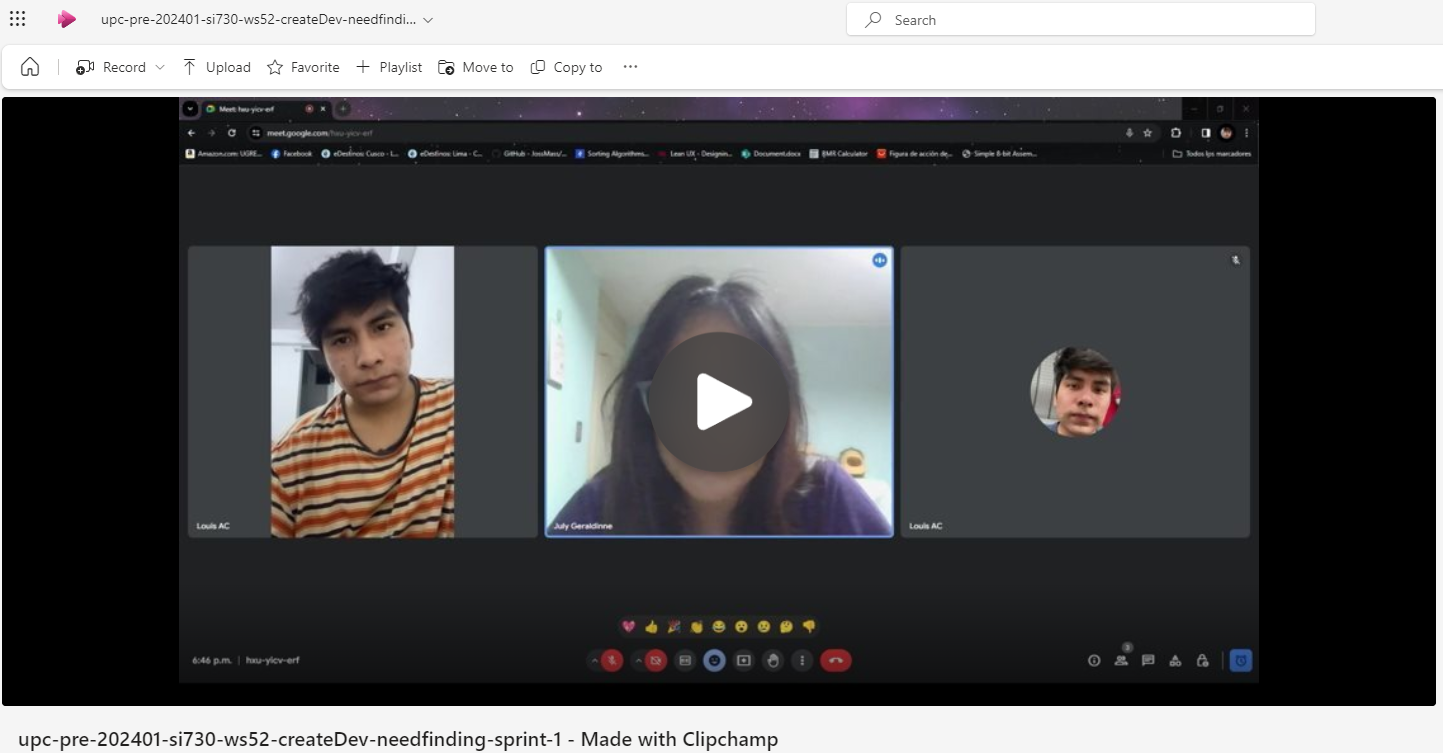 upc-pre-202401-si730-ws52-createDev-needfindi...
Search
Record
Upload
Favorite
Playlist
Move to
Copy to
Meet: hxu-yicv-erf
meet.google.com/hxu-yicv-erf
Amazon.com: UGRE...
Facebook
eDestinos: Cusco - L...
eDestinos: Lima - C...
GitHub - JossMass/...
Sorting Algorithms...
Lean UX - Designin...
Document.docx
BMR Calculator
Figura de acción de...
Simple 8-bit Assem...
Todos los marcadores
Louis AC
July Geraldinne
Louis AC
6:46 p.m. | hxu-yicv-erf
3
upc-pre-202401-si730-ws52-createDev-needfinding-sprint-1 - Made with Clipchamp